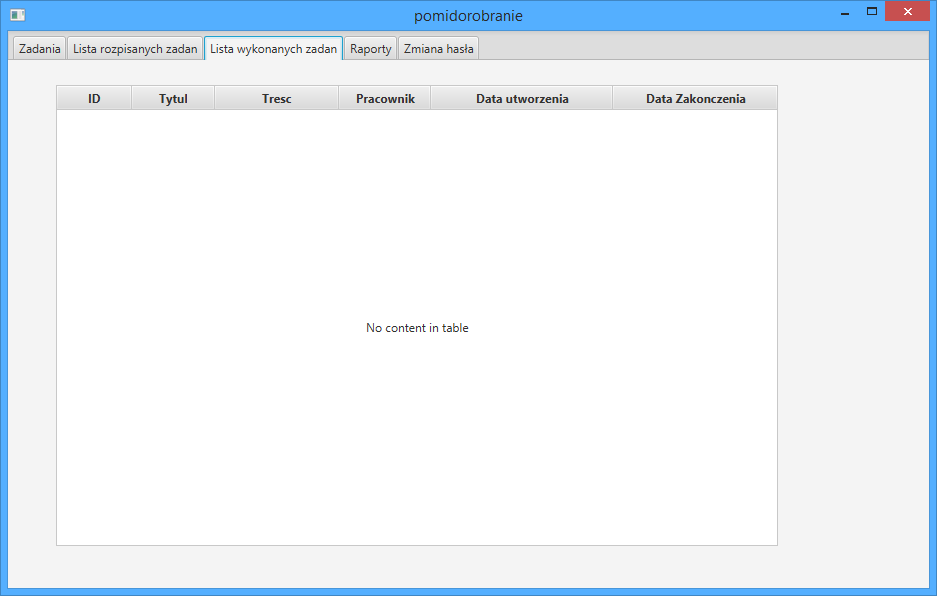 pomidorobranie
Zadania Lista rozpisanych zadan Lista wykonanych zadan Raporty Zmiana hasła
ID Tytul Tresc Pracownik Data utworzenia Data Zakonczenia
No content in table